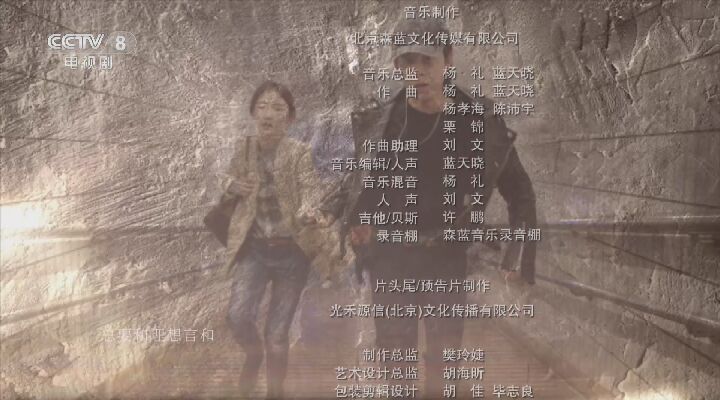 音乐制作
CCTV 8
电视剧
北京森蓝文化传媒有限公司
音乐总监 杨 礼 蓝天晓
作 曲 杨 礼 蓝天晓
杨孝海 陈沛宇
栗 锦
作曲助理 刘 文
音乐编辑/人声 蓝天晓
音乐混音 杨 礼
人 声 刘 文
吉他/贝斯 许 鹏
录音棚 森蓝音乐录音棚
片头尾/预告片制作
光禾源信(北京)文化传播有限公司
制作总监 樊玲婕
艺术设计总监 胡海昕
包装剪辑设计 胡 佳 毕志良